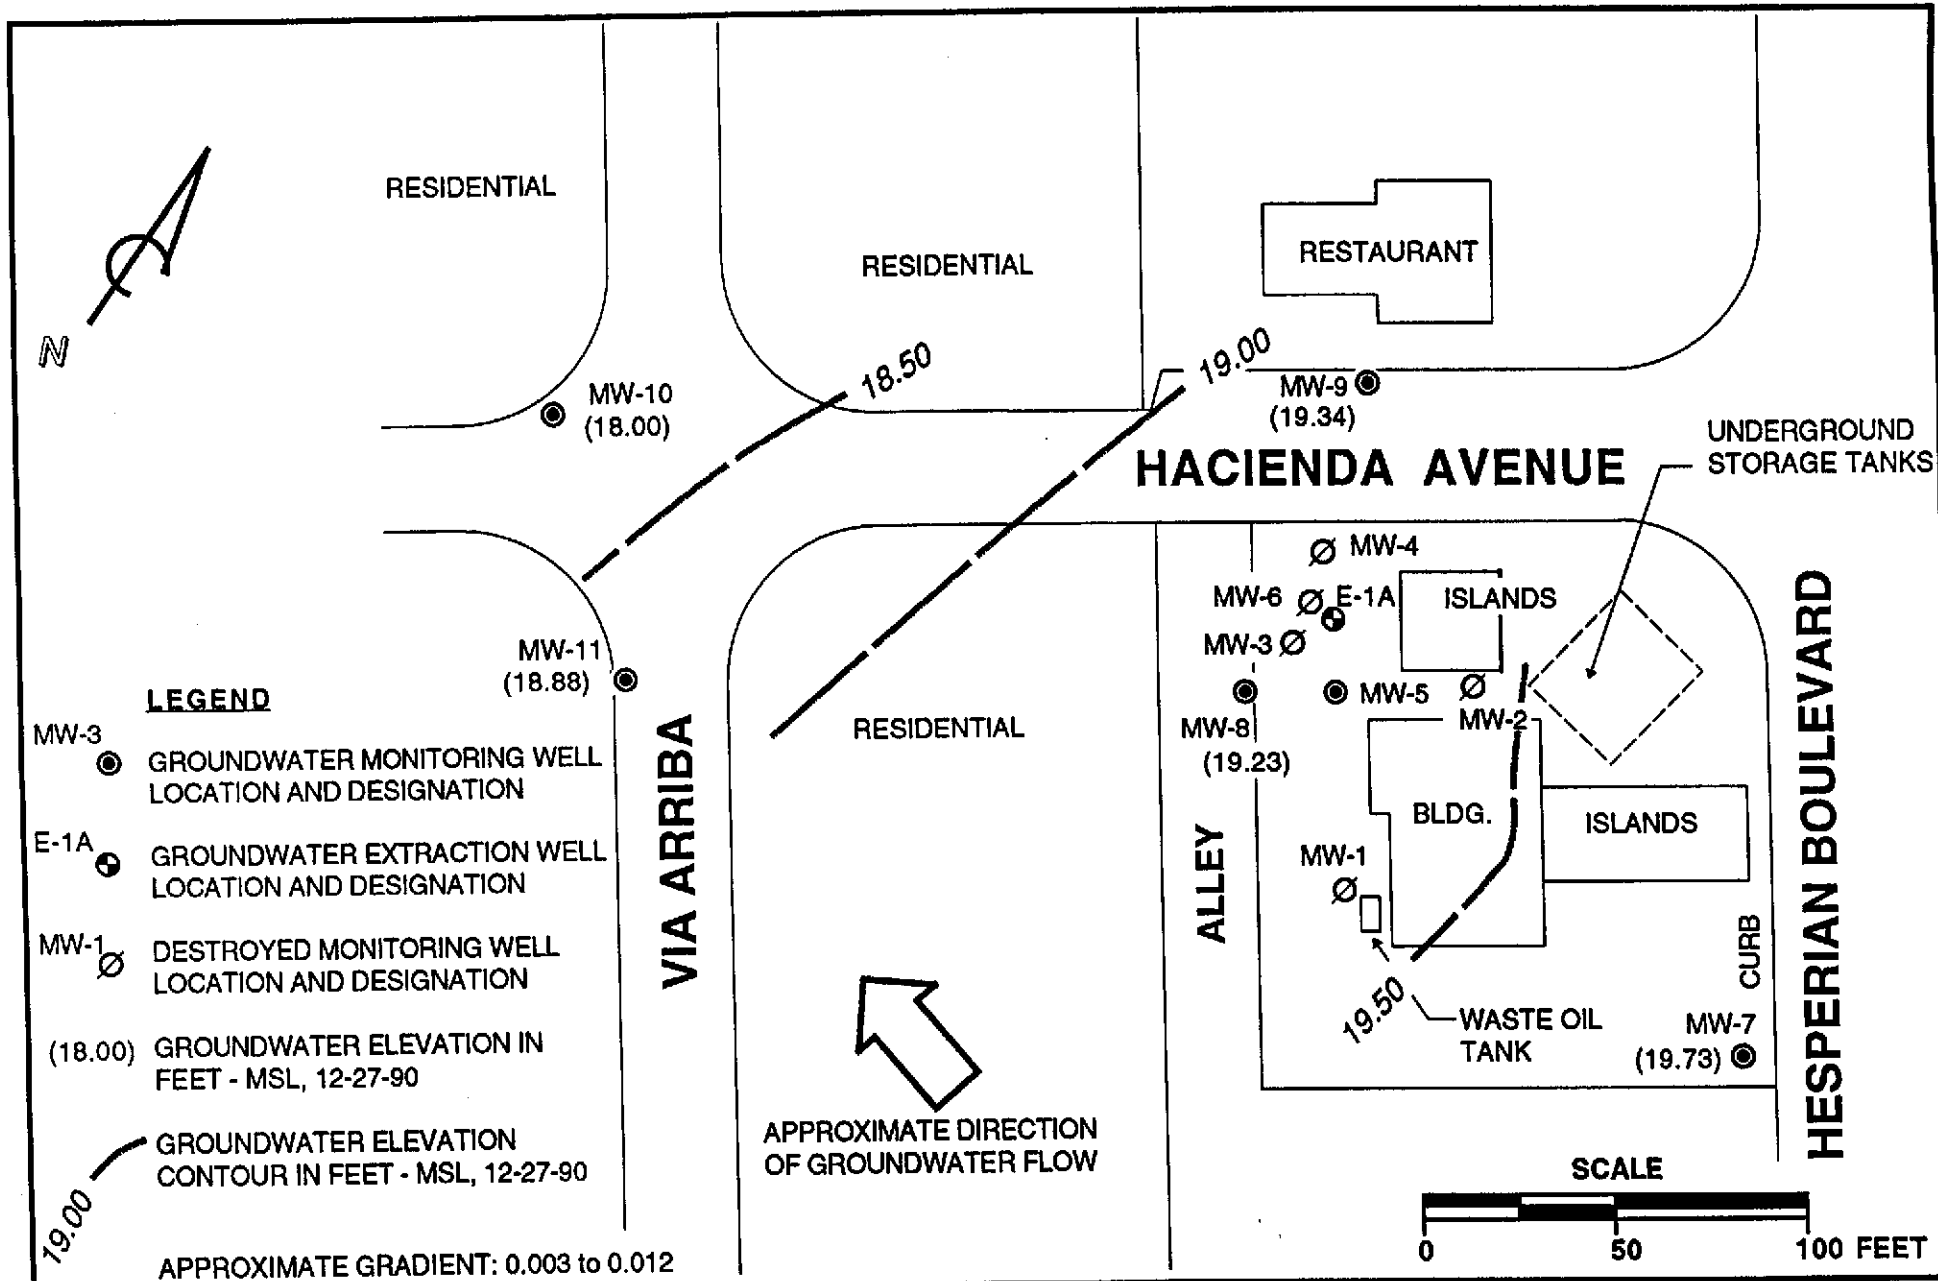 RESIDENTIAL
RESIDENTIAL
RESTAURANT
N
18.50
19.00
MW-10
(18.00)
MW-9
(19.34)
UNDERGROUND
STORAGE TANKS
HACIENDA AVENUE
MW-4
MW-6
E-1A
ISLANDS
MW-3
MW-11
(18.88)
MW-5
MW-2
MW-8
(19.23)
RESIDENTIAL
BLDG.
ISLANDS
MW-1
ALLEY
VIA ARRIBA
HESPERIAN BOULEVARD
CURB
19.50
WASTE OIL
TANK
MW-7
(19.73)
LEGEND
MW-3
GROUNDWATER MONITORING WELL
LOCATION AND DESIGNATION
E-1A
GROUNDWATER EXTRACTION WELL
LOCATION AND DESIGNATION
MW-1
DESTROYED MONITORING WELL
LOCATION AND DESIGNATION
(18.00)
GROUNDWATER ELEVATION IN
FEET - MSL, 12-27-90
GROUNDWATER ELEVATION
CONTOUR IN FEET - MSL, 12-27-90
19.00
APPROXIMATE GRADIENT: 0.003 to 0.012
APPROXIMATE DIRECTION
OF GROUNDWATER FLOW
SCALE
0 50 100 FEET